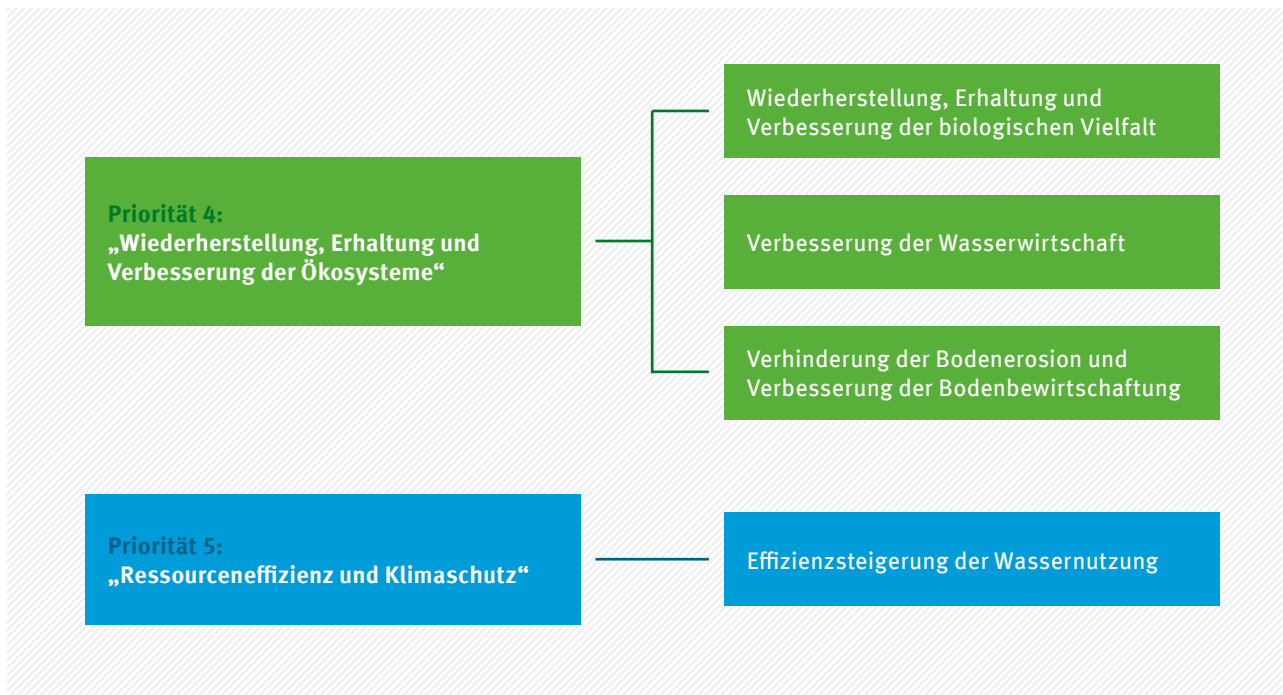 Priorität 4:
„Wiederherstellung, Erhaltung und
Verbesserung der Ökosysteme“
Wiederherstellung, Erhaltung und
Verbesserung der biologischen Vielfalt
Verbesserung der Wasserwirtschaft
Verhinderung der Bodenerosion und
Verbesserung der Bodenbewirtschaftung
Priorität 5:
„Ressourceneffizienz und Klimaschutz“
Effizienzsteigerung der Wassernutzung